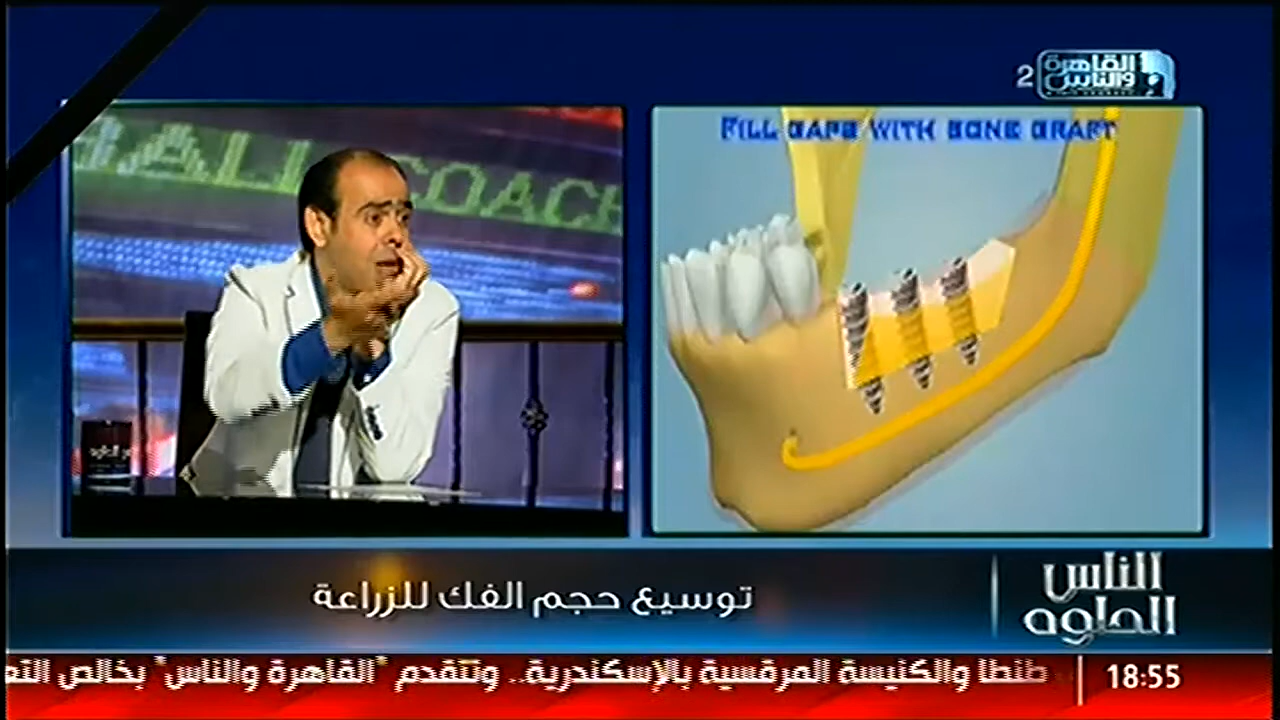 القاهرة
والناس
2
FILL GAPS WITH BONE GRAFT
BALL COACH
توسيع حجم الفك للزراعة
الناس
الحلوه
طنطا والكنيسة المرقسية بالإسكندرية.. وتتقدم "القاهرة والناس" بخالص التع
18:55